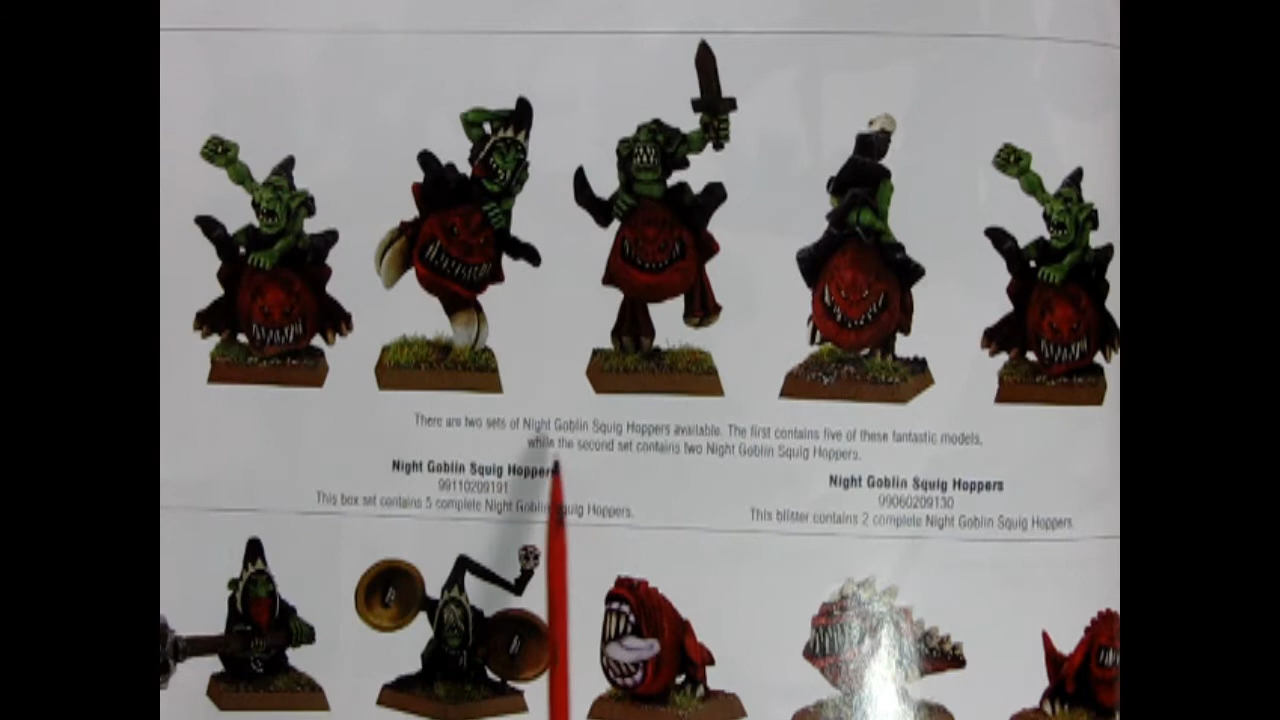 There are two sets of Night Goblin Squig Hoppers available. The first contains five of these fantastic models,
while the second set contains two Night Goblin Squig Hoppers.
Night Goblin Squig Hoppers
99110209191
This box set contains 5 complete Night Goblin Squig Hoppers.
Night Goblin Squig Hoppers
99060209130
This blister contains 2 complete Night Goblin Squig Hoppers.